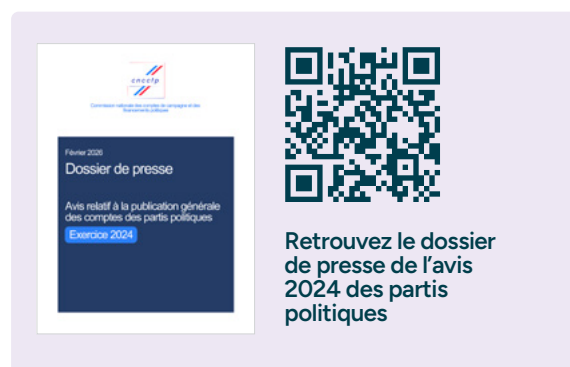 cnccfp
Commission nationale des comptes de campagne et des
financements politiques
Février 2026
Dossier de presse
Avis relatif à la publication générale
des comptes des partis politiques
Exercice 2024
Retrouvez le dossier
de presse de l’avis
2024 des partis
politiques